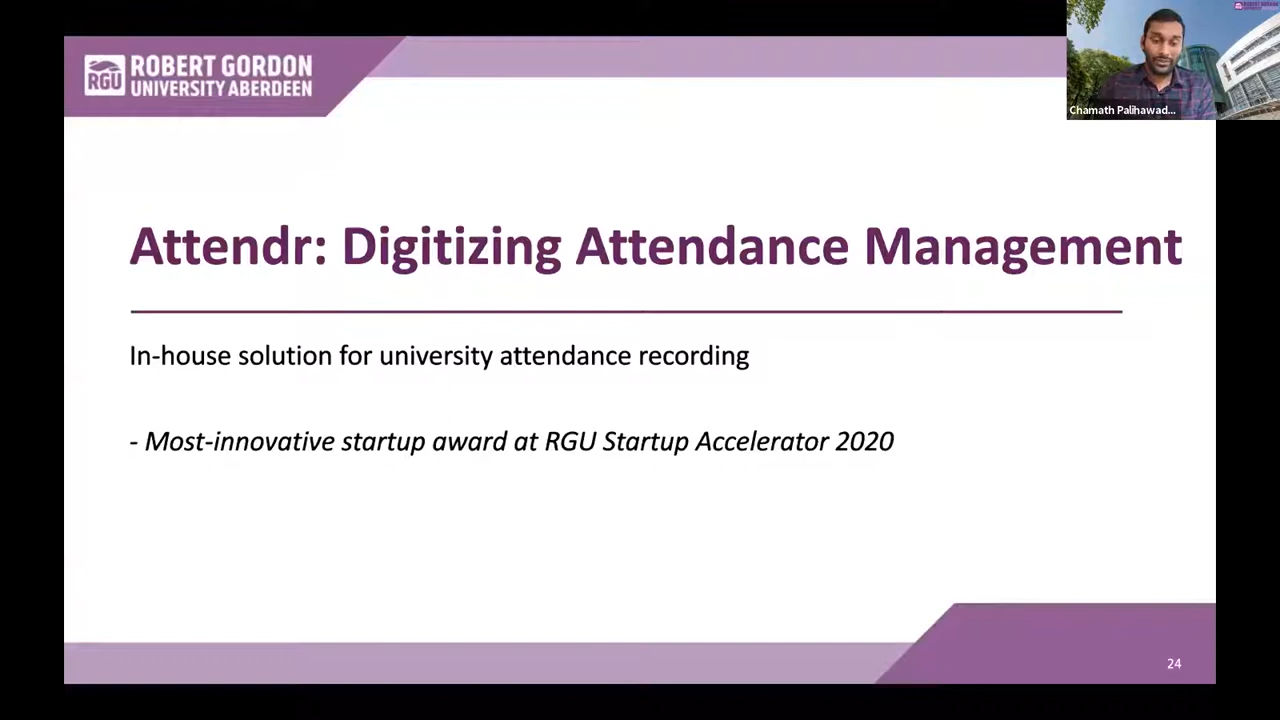 RGU
ROBERT GORDON
UNIVERSITY ABERDEEN
Chamath Palihawad...
Attendr: Digitizing Attendance Management
In-house solution for university attendance recording
- Most-innovative startup award at RGU Startup Accelerator 2020
24